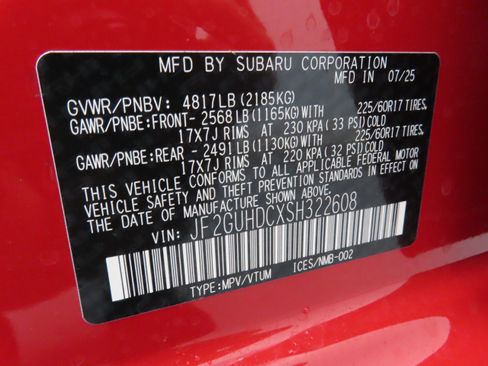 MFD BY SUBARU CORPORATION
MFD IN 07/25
GVWR/PNBV: 4817LB (2185KG)
GAWR/PNBE:FRONT- 2568 LB (1165KG) WITH 225/60R17 TIRES,
17X7J RIMS AT 230 KPA (33 PSI) COLD
GAWR/PNBE:REAR - 2491 LB (1130KG) WITH 225/60R17 TIRES,
17X7J RIMS AT 220 KPA (32 PSI) COLD
THIS VEHICLE CONFORMS TO ALL APPLICABLE FEDERAL MOTOR
VEHICLE SAFETY AND THEFT PREVENTION STANDARDS IN EFFECT ON
THE DATE OF MANUFACTURE SHOWN ABOVE.
VIN: JF2GUHDCXSH322608
TYPE:MPV/VTUM ICES/NMB-002